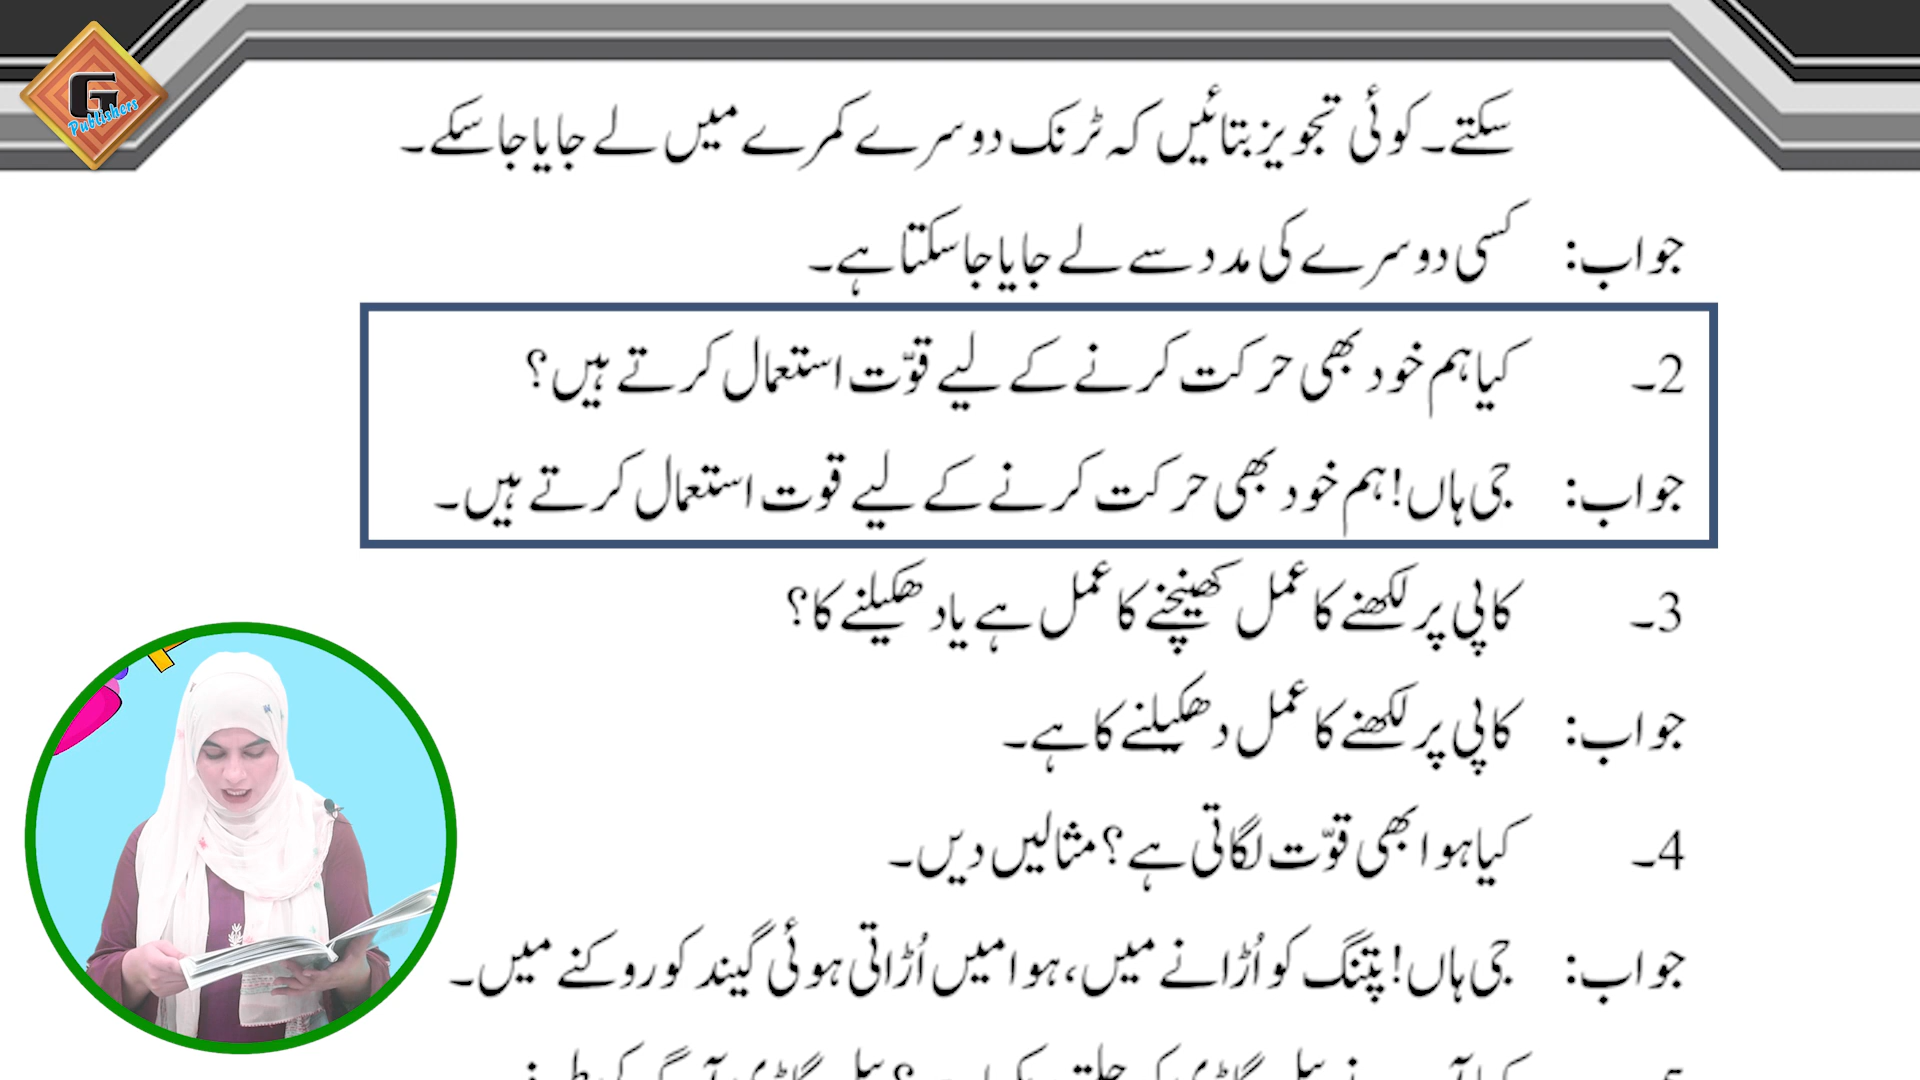 G
Publishers
سکتے۔ کوئی تجویز بتائیں کہ ٹرنک دوسرے کمرے میں لے جایا جاسکے۔
جواب: کسی دوسرے کی مدد سے لے جایا جاسکتا ہے۔
2۔ کیا ہم خود بھی حرکت کرنے کے لیے قوّت استعمال کرتے ہیں؟
جواب: جی ہاں! ہم خود بھی حرکت کرنے کے لیے قوت استعمال کرتے ہیں۔
3۔ کاپی پر لکھنے کا عمل کھینچنے کا عمل ہے یا دھکیلنے کا؟
جواب: کاپی پر لکھنے کا عمل دھکیلنے کا ہے۔
4۔ کیا ہوا بھی قوّت لگاتی ہے؟ مثالیں دیں۔
جواب: جی ہاں! پتنگ کو اُڑانے میں، ہوا میں اُڑاتی ہوئی گیند کو روکنے میں۔